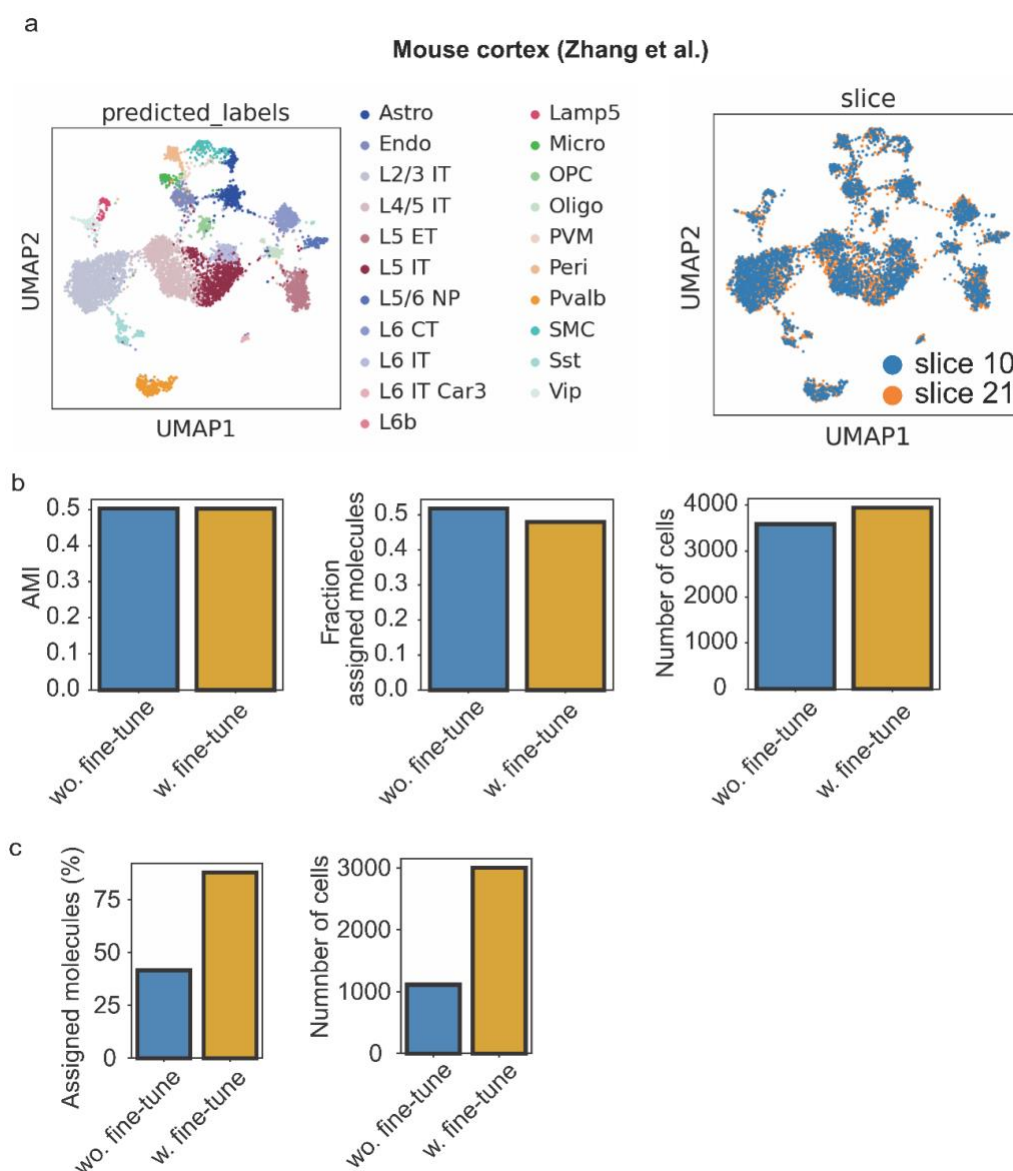 a
Mouse cortex (Zhang et al.)
predicted_labels
UMAP2
UMAP1
Astro
Endo
L2/3 IT
L4/5 IT
L5 ET
L5 IT
L5/6 NP
L6 CT
L6 IT
L6 IT Car3
L6b
Lamp5
Micro
OPC
Oligo
PVM
Peri
Pvalb
SMC
Sst
Vip
slice
UMAP2
slice 10
slice 21
UMAP1
b
AMI
0.5
0.4
0.3
0.2
0.1
0.0
wo. fine-tune
w. fine-tune
Fraction
assigned molecules
0.5
0.4
0.3
0.2
0.1
0.0
wo. fine-tune
w. fine-tune
Number of cells
4000
3000
2000
1000
0
wo. fine-tune
w. fine-tune
c
Assigned molecules (%)
75
50
25
0
wo. fine-tune
w. fine-tune
Numnber of cells
3000
2000
1000
0
wo. fine-tune
w. fine-tune